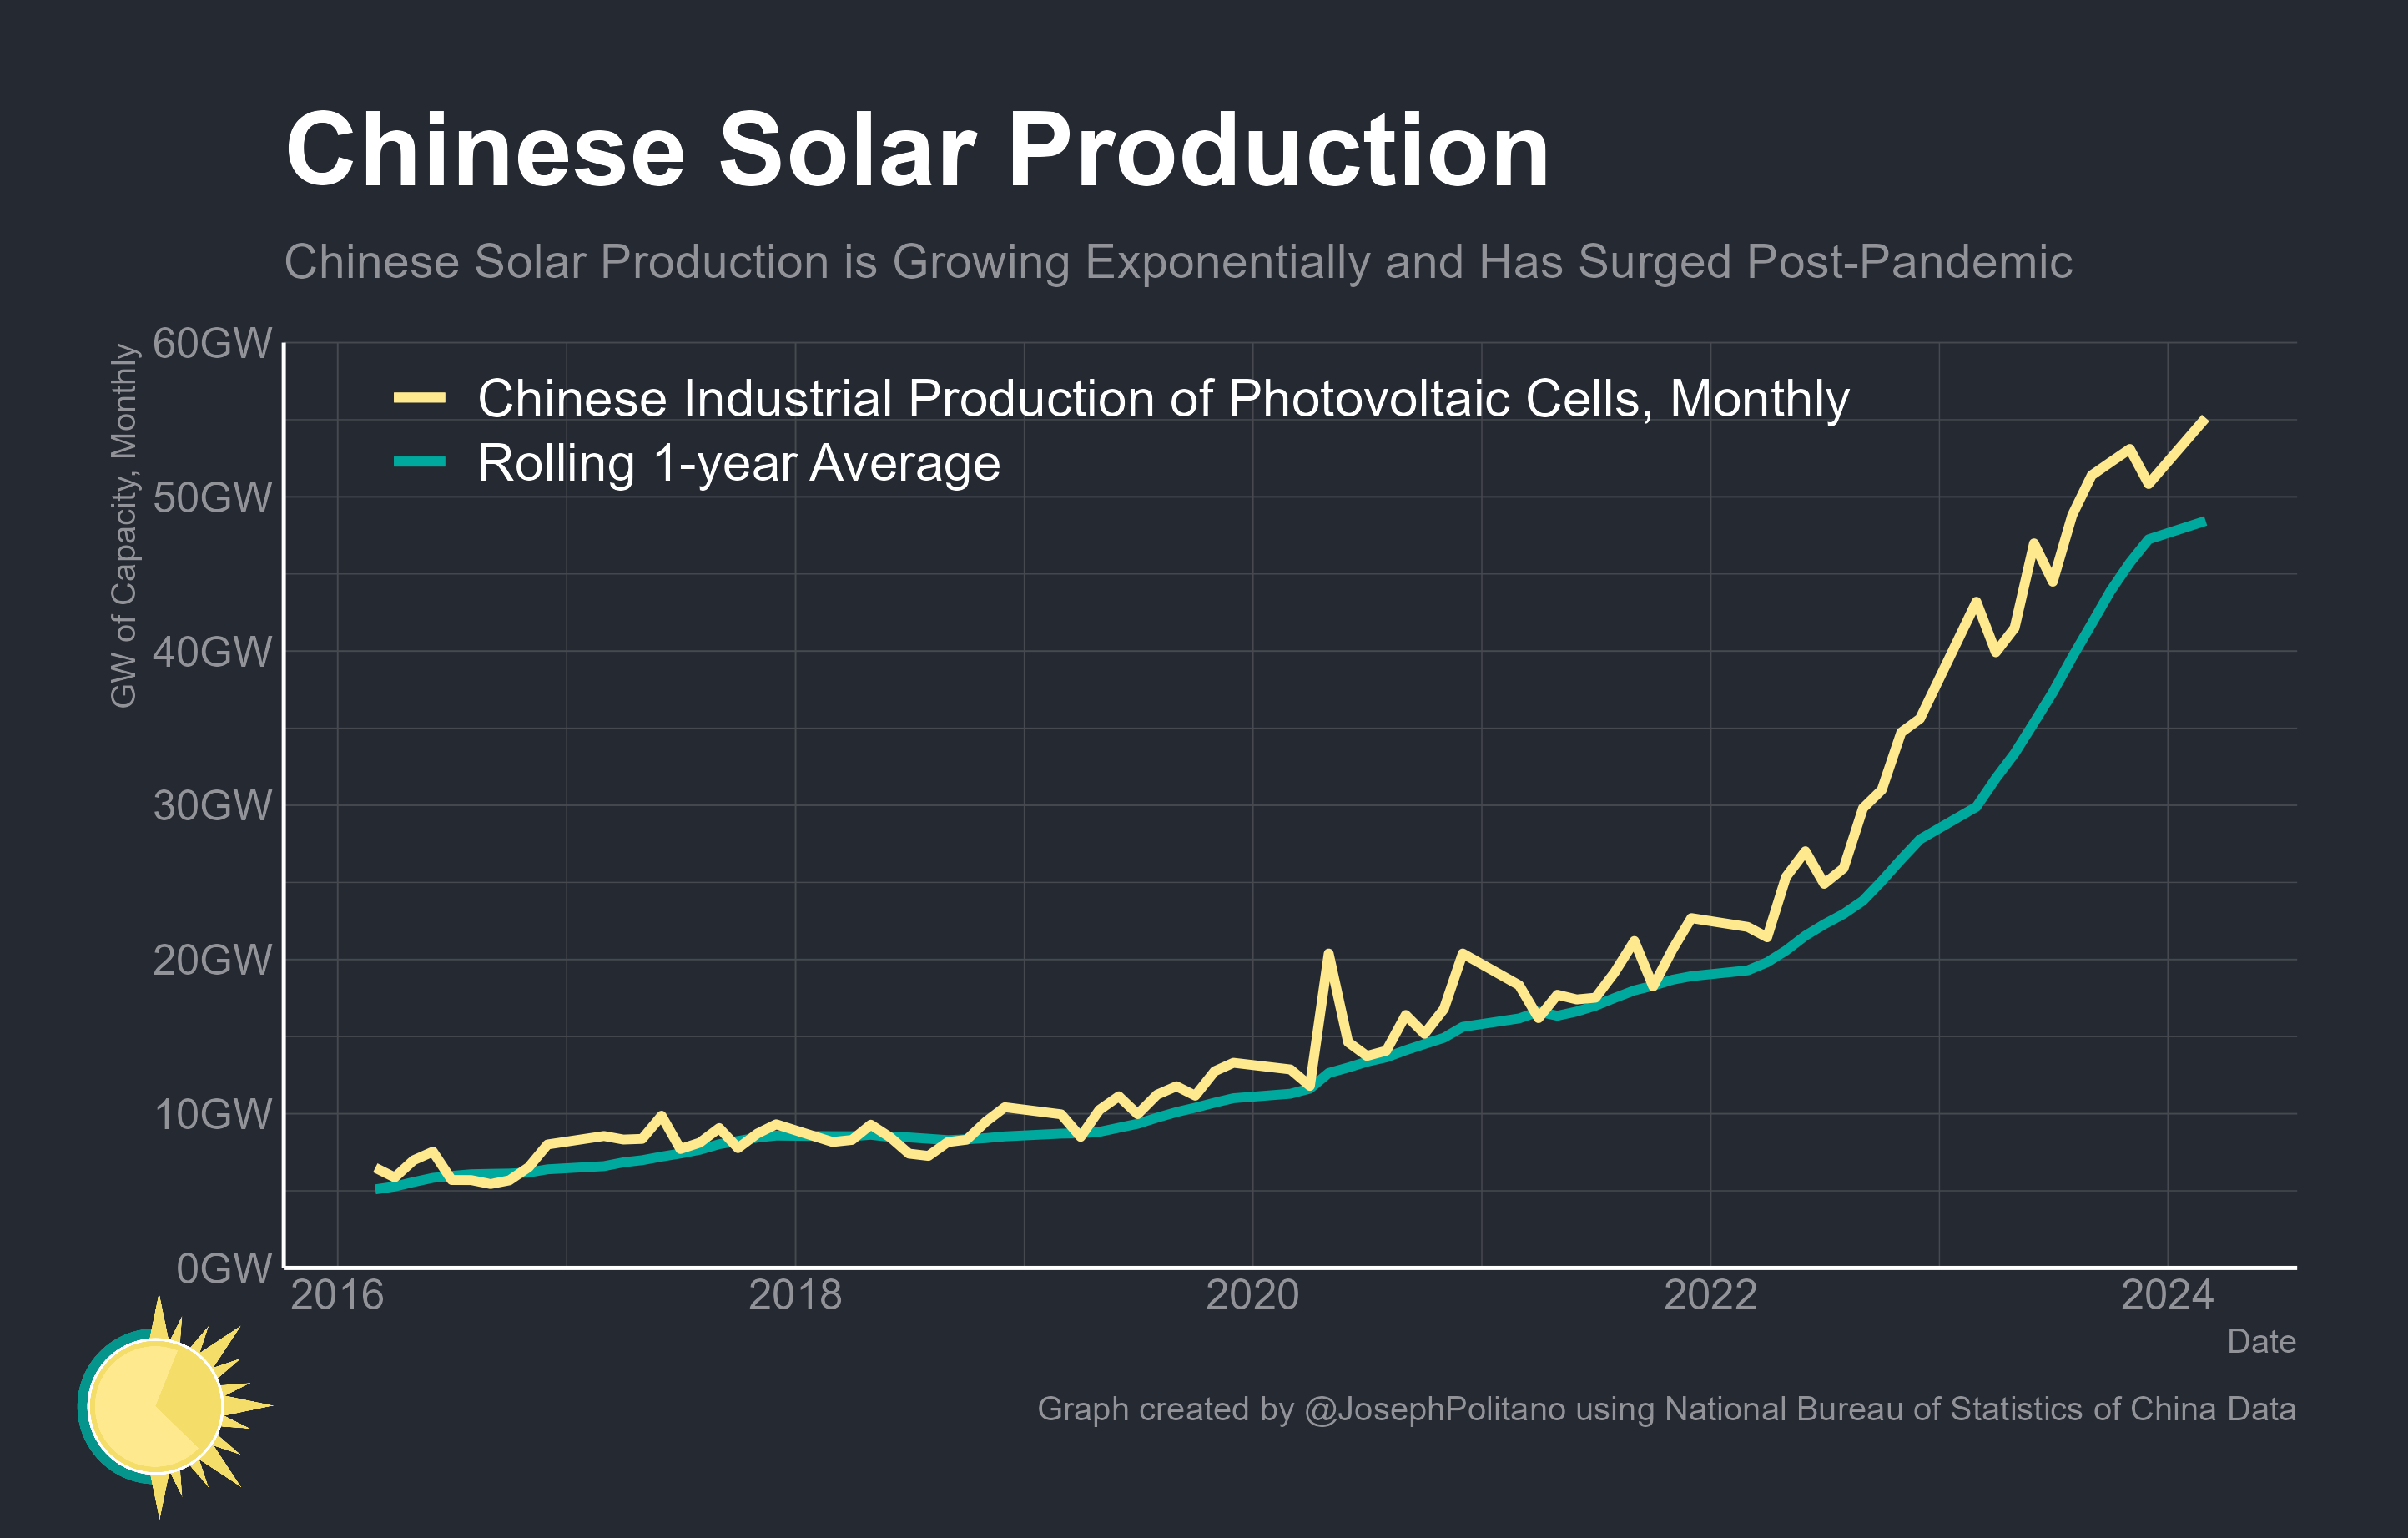 Chinese Solar Production
Chinese Solar Production is Growing Exponentially and Has Surged Post-Pandemic
GW of Capacity, Monthly
60GW
50GW
40GW
30GW
20GW
10GW
0GW
Chinese Industrial Production of Photovoltaic Cells, Monthly
Rolling 1-year Average
2016 2018 2020 2022 2024
Date
Graph created by @JosephPolitano using National Bureau of Statistics of China Data